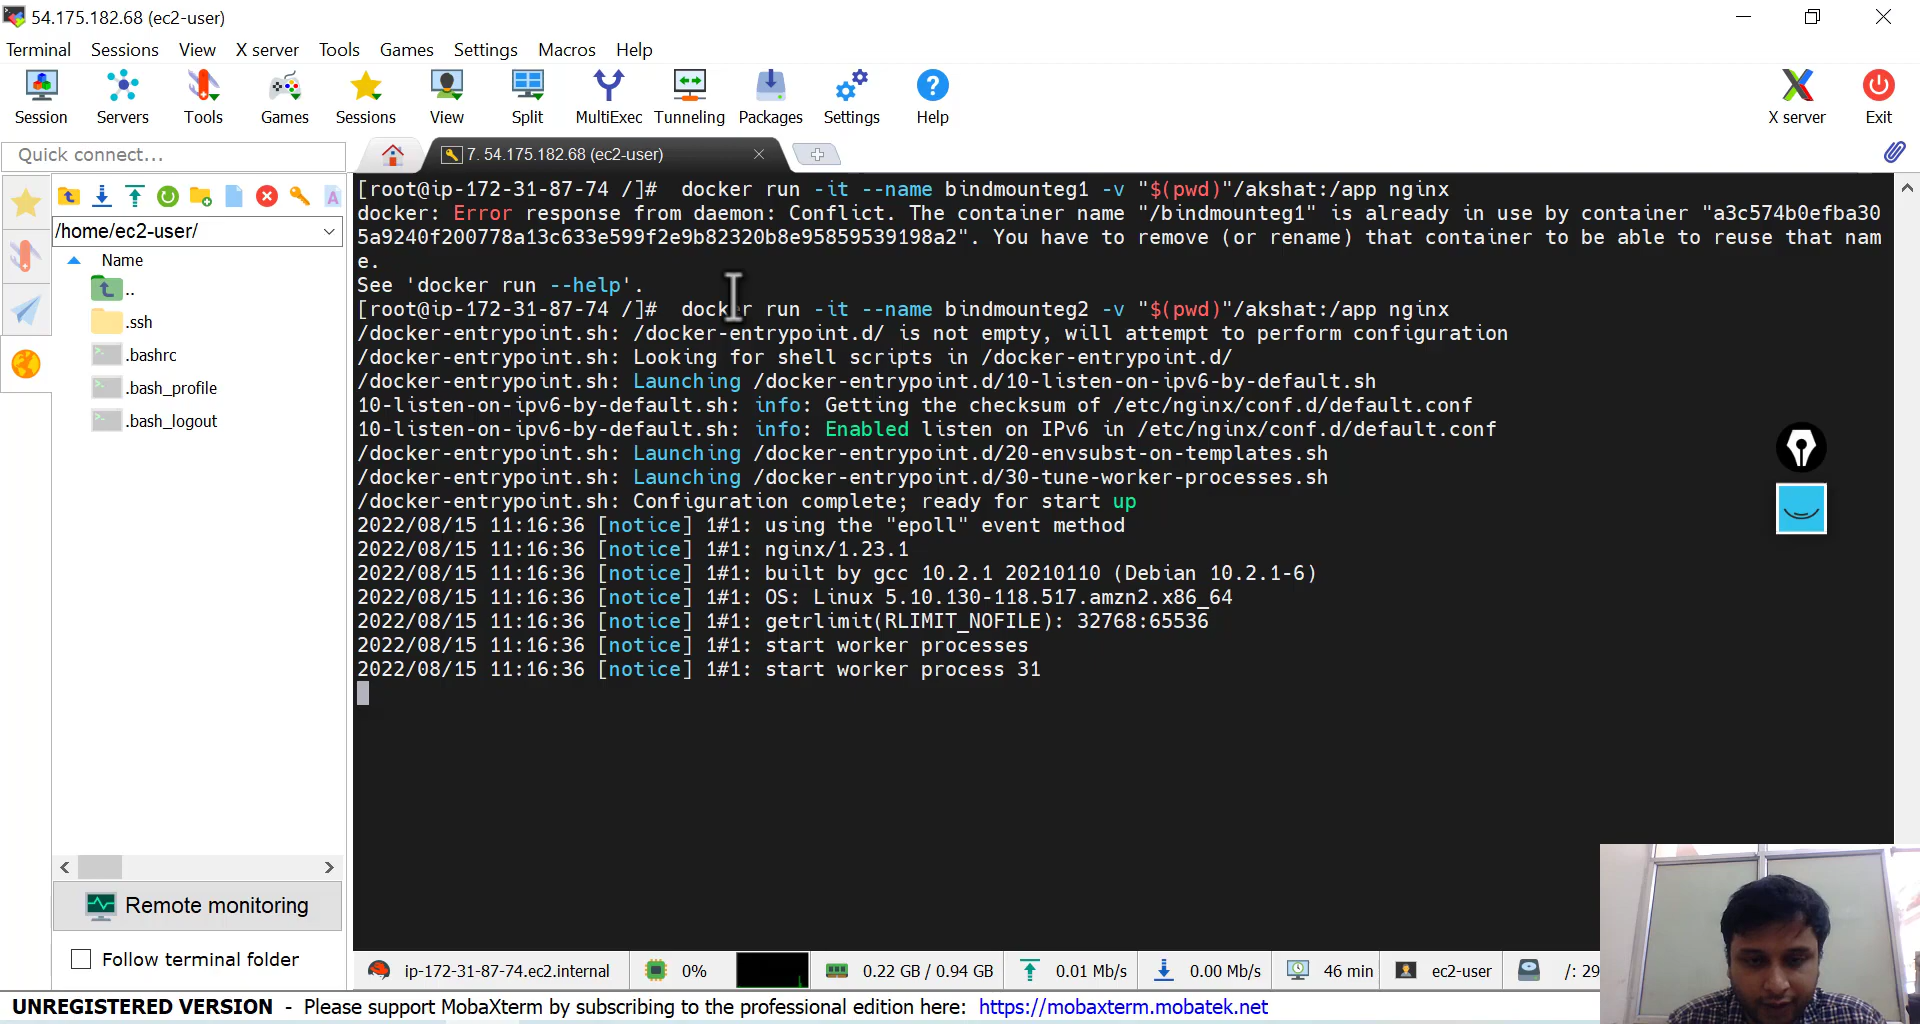 54.175.182.68 (ec2-user)
Terminal Sessions View X server Tools Games Settings Macros Help
Session Servers Tools Games Sessions View Split MultiExec Tunneling Packages Settings Help X server Exit
Quick connect...
7. 54.175.182.68 (ec2-user)
/home/ec2-user/
Name
..
.ssh
.bashrc
.bash_profile
.bash_logout
Remote monitoring
Follow terminal folder
[root@ip-172-31-87-74 /]#  docker run -it --name bindmounteg1 -v "$(pwd)"/akshat:/app nginx
docker: Error response from daemon: Conflict. The container name "/bindmounteg1" is already in use by container "a3c574b0efba30
5a9240f200778a13c633e599f2e9b82320b8e95859539198a2". You have to remove (or rename) that container to be able to reuse that nam
e.
See 'docker run --help'.
[root@ip-172-31-87-74 /]#  docker run -it --name bindmounteg2 -v "$(pwd)"/akshat:/app nginx
/docker-entrypoint.sh: /docker-entrypoint.d/ is not empty, will attempt to perform configuration
/docker-entrypoint.sh: Looking for shell scripts in /docker-entrypoint.d/
/docker-entrypoint.sh: Launching /docker-entrypoint.d/10-listen-on-ipv6-by-default.sh
10-listen-on-ipv6-by-default.sh: info: Getting the checksum of /etc/nginx/conf.d/default.conf
10-listen-on-ipv6-by-default.sh: info: Enabled listen on IPv6 in /etc/nginx/conf.d/default.conf
/docker-entrypoint.sh: Launching /docker-entrypoint.d/20-envsubst-on-templates.sh
/docker-entrypoint.sh: Launching /docker-entrypoint.d/30-tune-worker-processes.sh
/docker-entrypoint.sh: Configuration complete; ready for start up
2022/08/15 11:16:36 [notice] 1#1: using the "epoll" event method
2022/08/15 11:16:36 [notice] 1#1: nginx/1.23.1
2022/08/15 11:16:36 [notice] 1#1: built by gcc 10.2.1 20210110 (Debian 10.2.1-6)
2022/08/15 11:16:36 [notice] 1#1: OS: Linux 5.10.130-118.517.amzn2.x86_64
2022/08/15 11:16:36 [notice] 1#1: getrlimit(RLIMIT_NOFILE): 32768:65536
2022/08/15 11:16:36 [notice] 1#1: start worker processes
2022/08/15 11:16:36 [notice] 1#1: start worker process 31
ip-172-31-87-74.ec2.internal 0% 0.22 GB / 0.94 GB 0.01 Mb/s 0.00 Mb/s 46 min ec2-user /: 29
UNREGISTERED VERSION - Please support MobaXterm by subscribing to the professional edition here: https://mobaxterm.mobatek.net